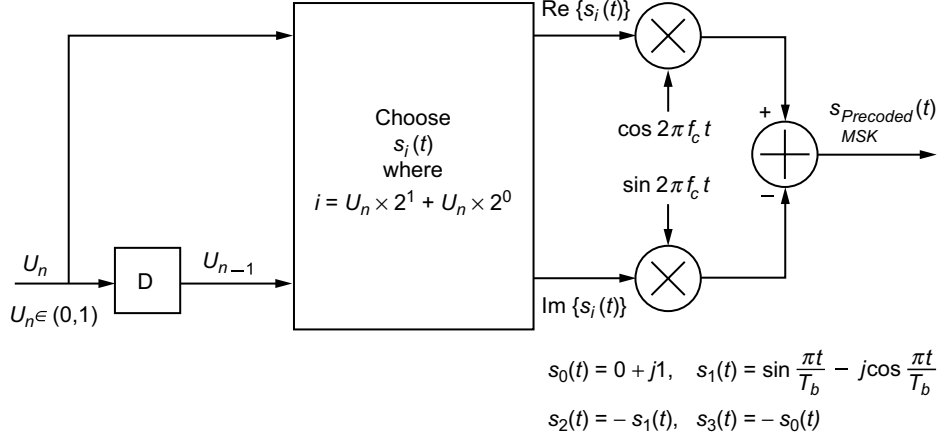 Re {s_i(t)}
s_Precoded MSK(t)
+
cos 2πf_c t
Choose
s_i(t)
where
i = U_n × 2^1 + U_n × 2^0
sin 2πf_c t
−
U_n
D
U_{n−1}
U_n ∈ (0,1)
Im {s_i(t)}
s_0(t) = 0 + j1, s_1(t) = sin πt/T_b − jcos πt/T_b
s_2(t) = − s_1(t), s_3(t) = − s_0(t)